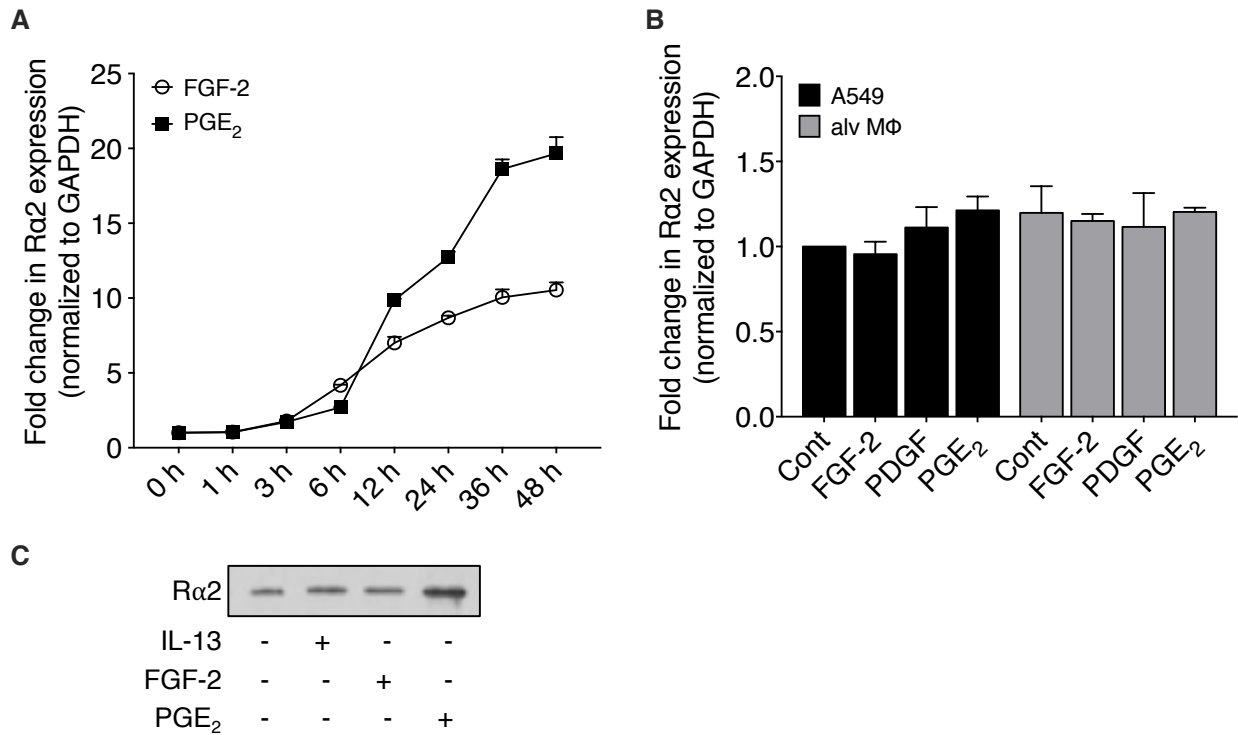 A
Fold change in Rα2 expression
(normalized to GAPDH)
25
20
15
10
5
0
FGF-2
PGE2
0 h
1 h
3 h
6 h
12 h
24 h
36 h
48 h
B
Fold change in Rα2 expression
(normalized to GAPDH)
2.0
1.5
1.0
0.5
0.0
A549
alv MΦ
Cont
FGF-2
PDGF
PGE2
Cont
FGF-2
PDGF
PGE2
C
Rα2
IL-13 - + - -
FGF-2 - - + -
PGE2 - - - +